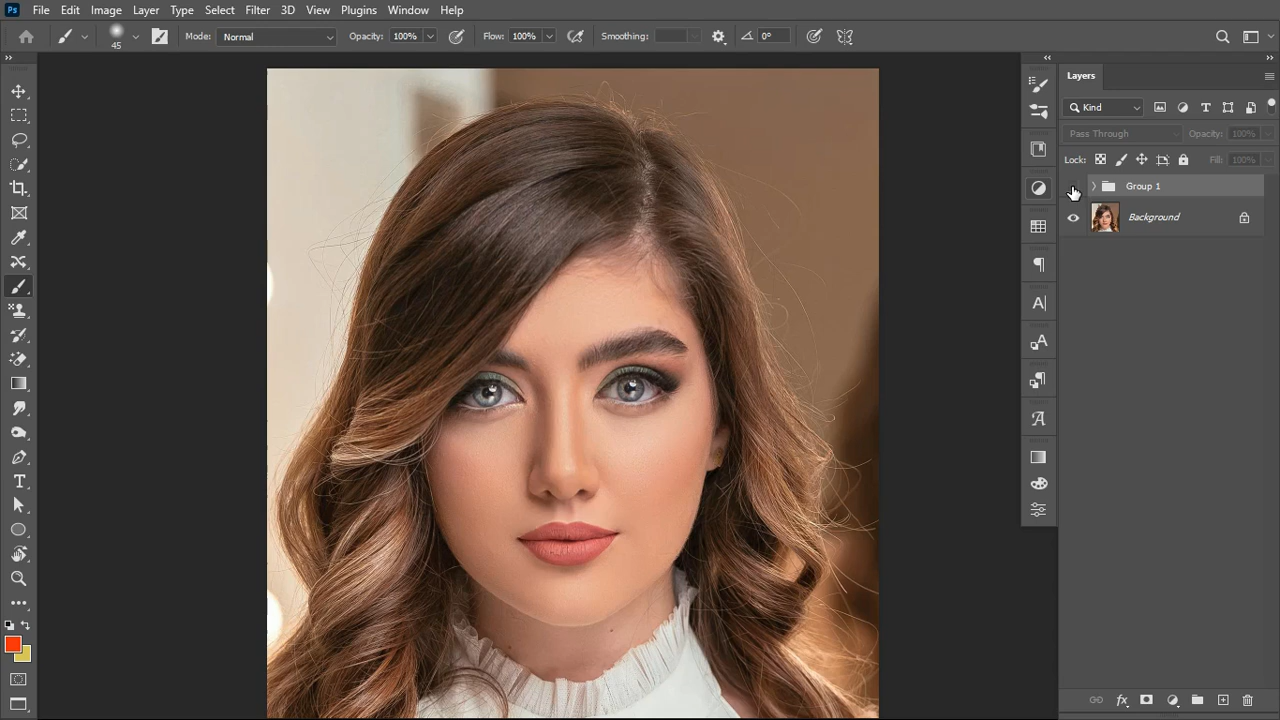 Ps File Edit Image Layer Type Select Filter 3D View Plugins Window Help
45 Mode: Normal Opacity: 100% Flow: 100% Smoothing: 0°
Layers
Kind
Pass Through Opacity: 100%
Lock: Fill: 100%
Group 1
Background